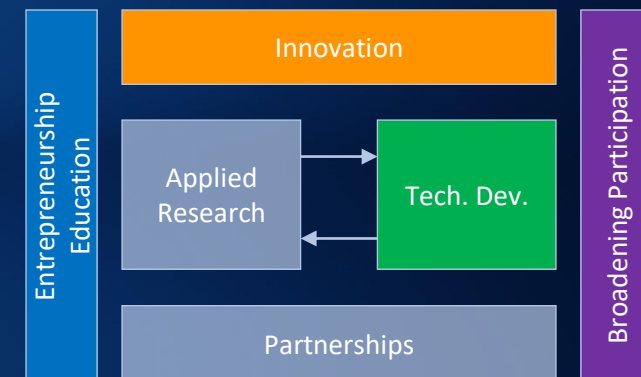 Innovation
Entrepreneurship
Education
Applied
Research
Tech. Dev.
Broadening Participation
Partnerships